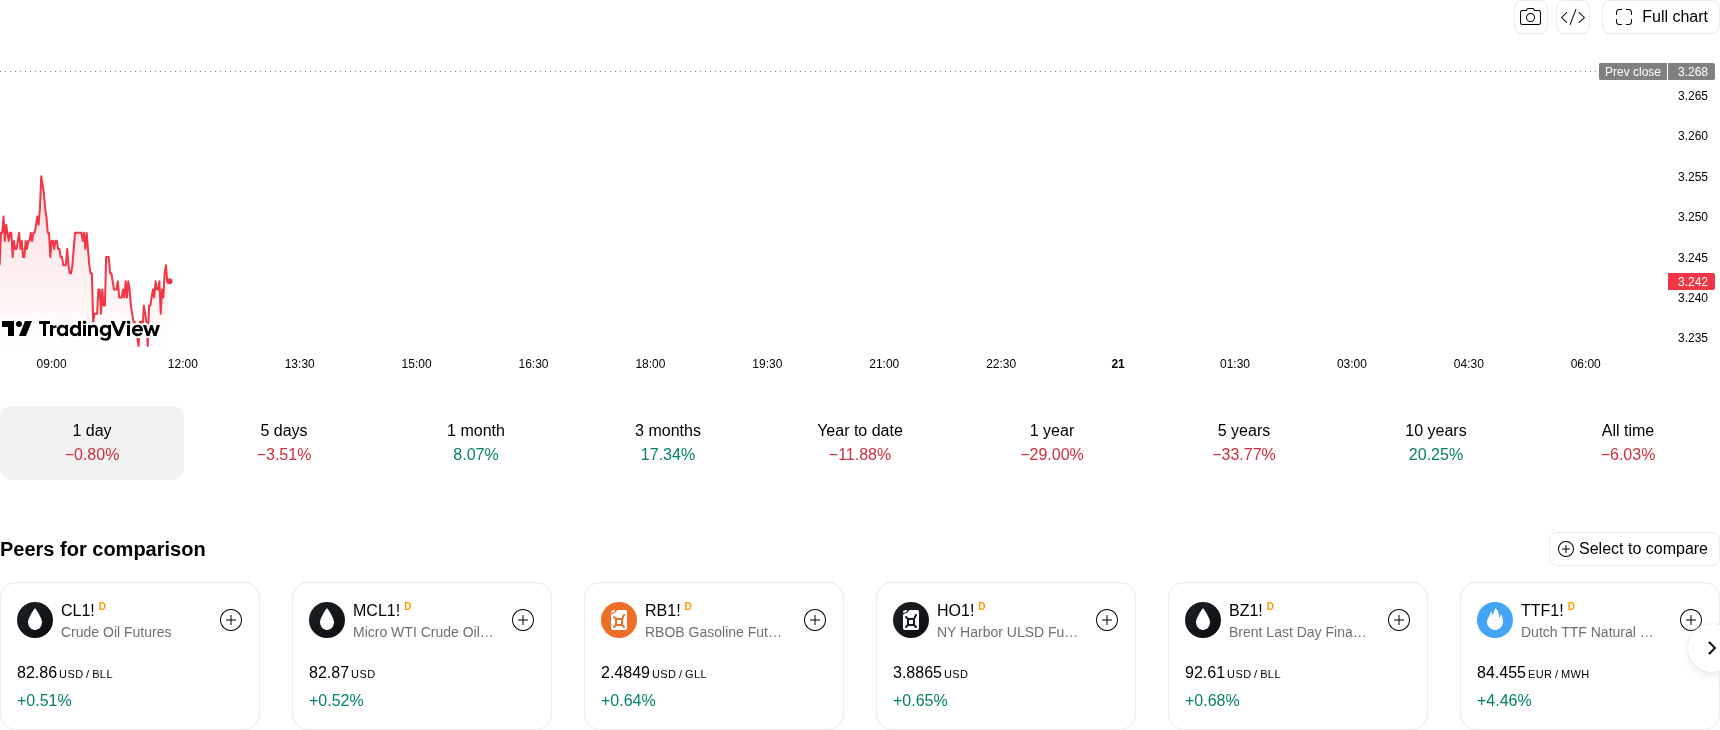 Full chart
Prev close 3.268
3.265
3.260
3.255
3.250
3.245
3.242
3.240
3.235
TradingView
09:00 12:00 13:30 15:00 16:30 18:00 19:30 21:00 22:30 21 01:30 03:00 04:30 06:00
1 day 5 days 1 month 3 months Year to date 1 year 5 years 10 years All time
−0.80% −3.51% 8.07% 17.34% −11.88% −29.00% −33.77% 20.25% −6.03%
Peers for comparison
Select to compare
CL1! D
Crude Oil Futures
82.86 USD / BLL
+0.51%
MCL1! D
Micro WTI Crude Oil…
82.87 USD
+0.52%
RB1! D
RBOB Gasoline Fut…
2.4849 USD / GLL
+0.64%
HO1! D
NY Harbor ULSD Fu…
3.8865 USD
+0.65%
BZ1! D
Brent Last Day Fina…
92.61 USD / BLL
+0.68%
TTF1! D
Dutch TTF Natural …
84.455 EUR / MWH
+4.46%